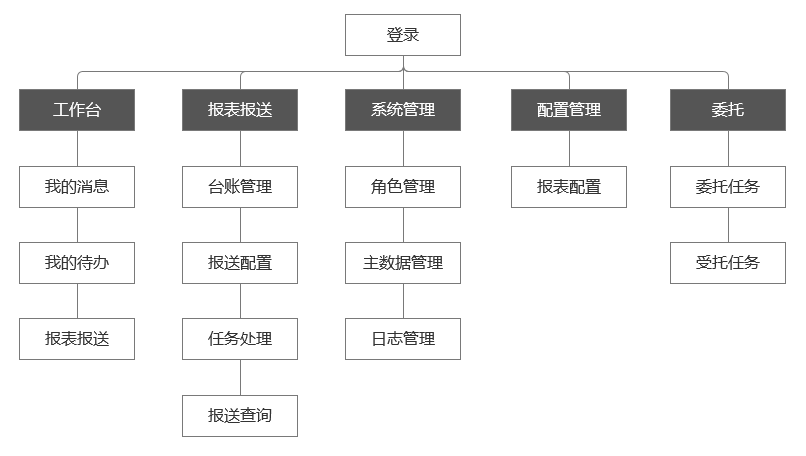 登录
工作台
报表报送
系统管理
配置管理
委托
我的消息
台账管理
角色管理
报表配置
委托任务
我的待办
报送配置
主数据管理
受托任务
报表报送
任务处理
日志管理
报送查询